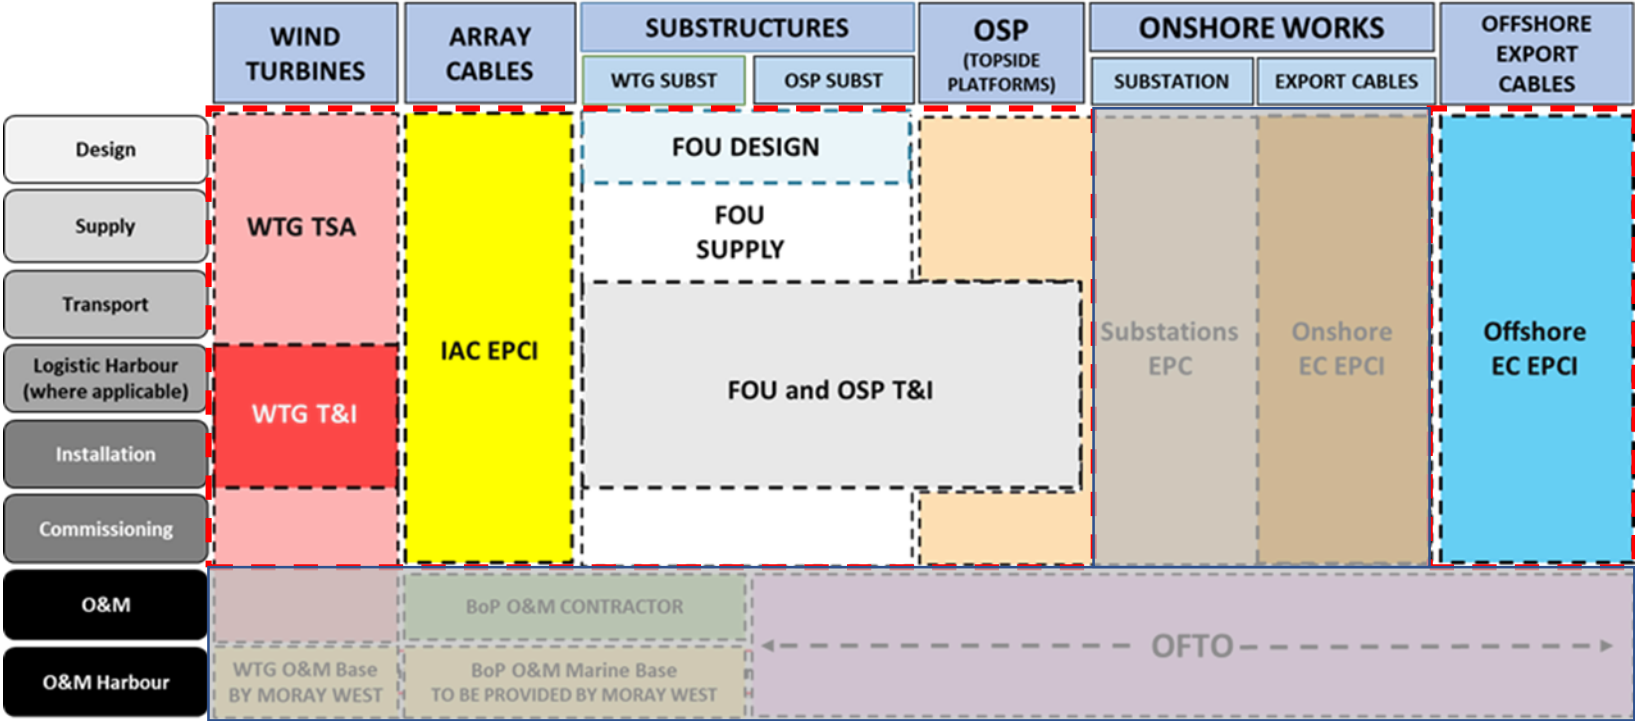 WIND
TURBINES
ARRAY
CABLES
SUBSTRUCTURES
WTG SUBST
OSP SUBST
OSP
(TOPSIDE
PLATFORMS)
ONSHORE WORKS
SUBSTATION
EXPORT CABLES
OFFSHORE
EXPORT
CABLES
Design
Supply
Transport
Logistic Harbour
(where applicable)
Installation
Commissioning
O&M
O&M Harbour
WTG TSA
WTG T&I
IAC EPCI
FOU DESIGN
FOU
SUPPLY
FOU and OSP T&I
Substations
EPC
Onshore
EC EPCI
Offshore
EC EPCI
BoP O&M CONTRACTOR
WTG O&M Base
BY MORAY WEST
BoP O&M Marine Base
TO BE PROVIDED BY MORAY WEST
OFTO